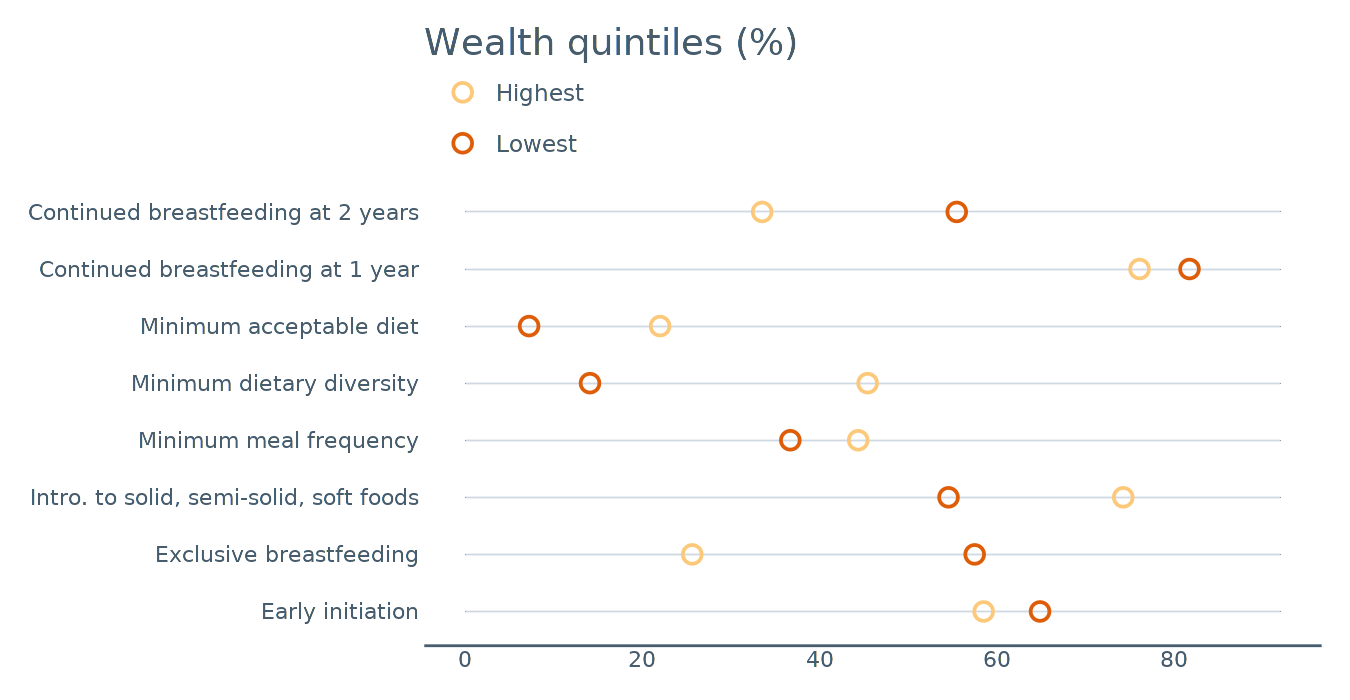 Wealth quintiles (%)
Highest
Lowest
Continued breastfeeding at 2 years
Continued breastfeeding at 1 year
Minimum acceptable diet
Minimum dietary diversity
Minimum meal frequency
Intro. to solid, semi-solid, soft foods
Exclusive breastfeeding
Early initiation
0 20 40 60 80